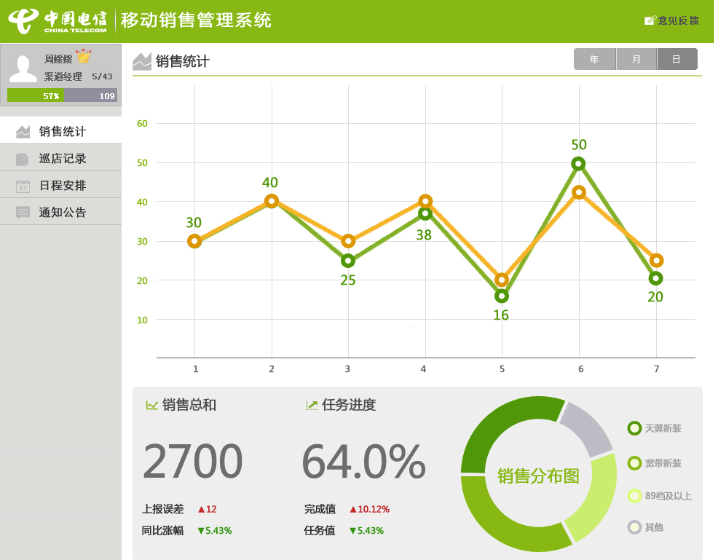 中国电信
CHINA TELECOM
移动销售管理系统
意见反馈
周媛媛
渠道经理 5/43
57% 109
销售统计
巡店记录
日程安排
通知公告
销售统计
年 月 日
60
50
40
30
20
10
30
40
25
38
16
50
20
1 2 3 4 5 6 7
销售总和
2700
上报误差 ▲12
同比涨幅 ▼5.43%
任务进度
64.0%
完成值 ▲10.12%
任务值 ▼5.43%
销售分布图
天翼新装
宽带新装
89档及以上
其他